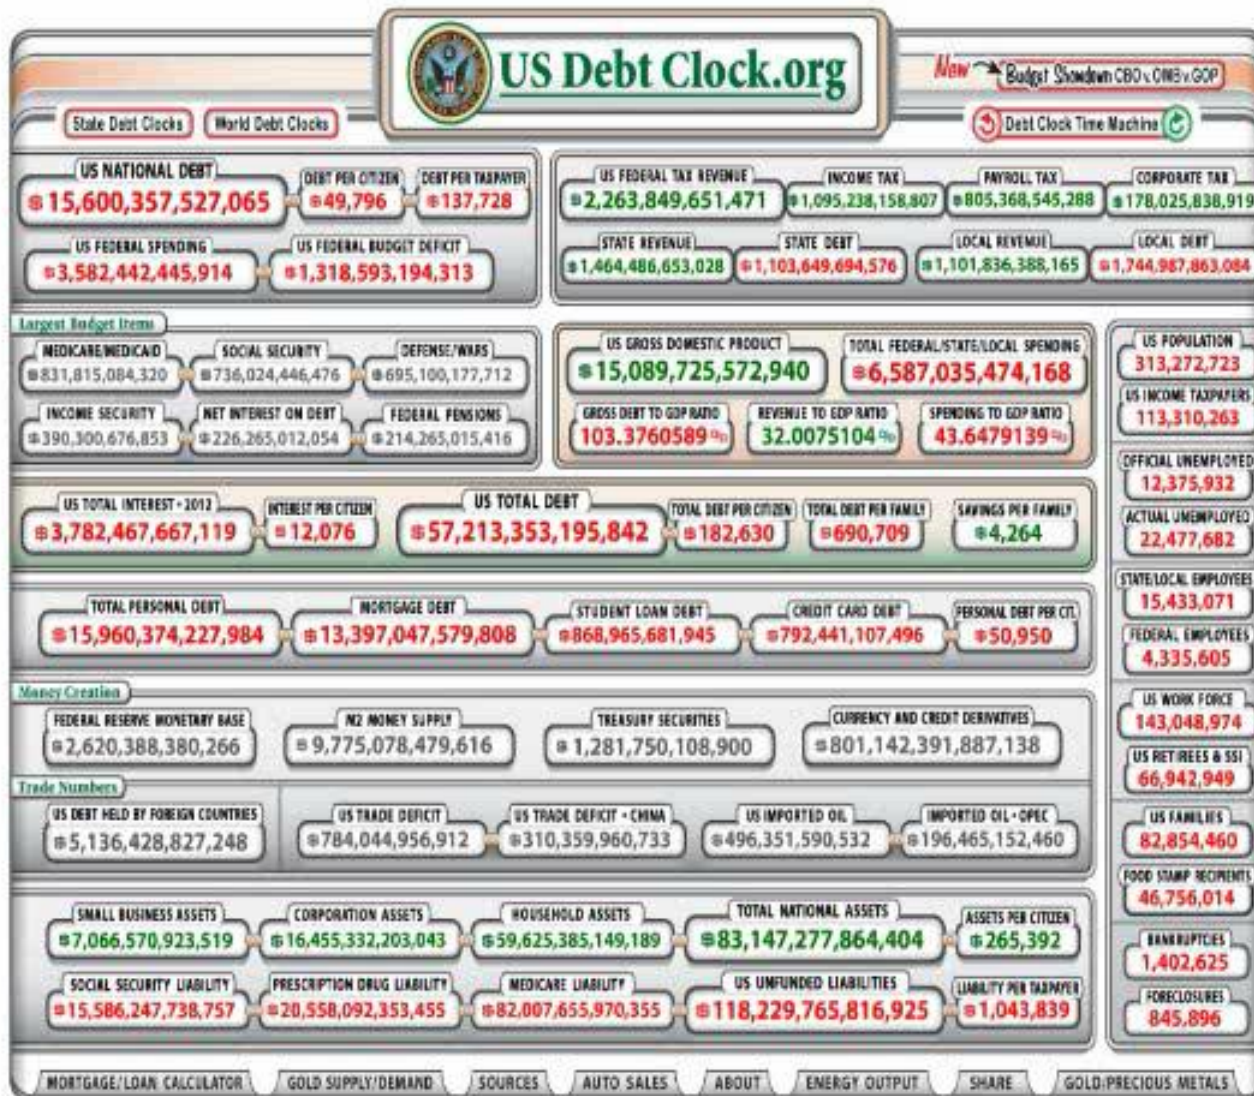 US Debt Clock.org
New Budget Showdown CBO v. OMB v. GOP
State Debt Clocks World Debt Clocks Debt Clock Time Machine
US NATIONAL DEBT DEBT PER CITIZEN DEBT PER TAXPAYER
$15,600,357,527,065 $49,796 $137,728
US FEDERAL SPENDING US FEDERAL BUDGET DEFICIT
$3,582,442,445,914 $1,318,593,194,313
US FEDERAL TAX REVENUE INCOME TAX PAYROLL TAX CORPORATE TAX
$2,263,849,651,471 $1,095,238,158,807 $805,368,545,288 $178,025,838,919
STATE REVENUE STATE DEBT LOCAL REVENUE LOCAL DEBT
$1,464,486,653,028 $1,103,649,694,576 $1,101,836,388,165 $1,744,987,863,084
Largest Budget Items
MEDICARE/MEDICAID SOCIAL SECURITY DEFENSE/WARS
$831,815,084,320 $736,024,446,476 $695,100,177,712
INCOME SECURITY NET INTEREST ON DEBT FEDERAL PENSIONS
$390,300,676,853 $226,265,012,054 $214,265,015,416
US GROSS DOMESTIC PRODUCT TOTAL FEDERAL/STATE/LOCAL SPENDING
$15,089,725,572,940 $6,587,035,474,168
GROSS DEBT TO GDP RATIO REVENUE TO GDP RATIO SPENDING TO GDP RATIO
103.3760589% 32.0075104% 43.6479139%
US TOTAL INTEREST - 2012 INTEREST PER CITIZEN US TOTAL DEBT TOTAL DEBT PER CITIZEN TOTAL DEBT PER FAMILY SAVINGS PER FAMILY
$3,782,467,667,119 $12,076 $57,213,353,195,842 $182,630 $690,709 $4,264
TOTAL PERSONAL DEBT MORTGAGE DEBT STUDENT LOAN DEBT CREDIT CARD DEBT PERSONAL DEBT PER CIT.
$15,960,374,227,984 $13,397,047,579,808 $868,965,681,945 $792,441,107,496 $50,950
Money Creation
FEDERAL RESERVE MONETARY BASE M2 MONEY SUPPLY TREASURY SECURITIES CURRENCY AND CREDIT DERIVATIVES
$2,620,388,380,266 $9,775,078,479,616 $1,281,750,108,900 $801,142,391,887,138
Trade Numbers
US DEBT HELD BY FOREIGN COUNTRIES US TRADE DEFICIT US TRADE DEFICIT - CHINA US IMPORTED OIL IMPORTED OIL - OPEC
$5,136,428,827,248 $784,044,956,912 $310,359,960,733 $496,351,590,532 $196,465,152,460
SMALL BUSINESS ASSETS CORPORATION ASSETS HOUSEHOLD ASSETS TOTAL NATIONAL ASSETS ASSETS PER CITIZEN
$7,066,570,923,519 $16,455,332,203,043 $59,625,385,149,189 $83,147,277,864,404 $265,392
SOCIAL SECURITY LIABILITY PRESCRIPTION DRUG LIABILITY MEDICARE LIABILITY US UNFUNDED LIABILITIES LIABILITY PER TAXPAYER
$15,586,247,738,757 $20,558,092,353,455 $82,007,655,970,355 $118,229,765,816,925 $1,043,839
US POPULATION
313,272,723
US INCOME TAXPAYERS
113,310,263
OFFICIAL UNEMPLOYED
12,375,932
ACTUAL UNEMPLOYED
22,477,682
STATE/LOCAL EMPLOYEES
15,433,071
FEDERAL EMPLOYEES
4,335,605
US WORK FORCE
143,048,974
US RETIREES & SSI
66,942,949
US FAMILIES
82,854,460
FOOD STAMP RECIPIENTS
46,756,014
BANKRUPTCIES
1,402,625
FORECLOSURES
845,896
MORTGAGE/LOAN CALCULATOR GOLD SUPPLY/DEMAND SOURCES AUTO SALES ABOUT ENERGY OUTPUT SHARE GOLD/PRECIOUS METALS